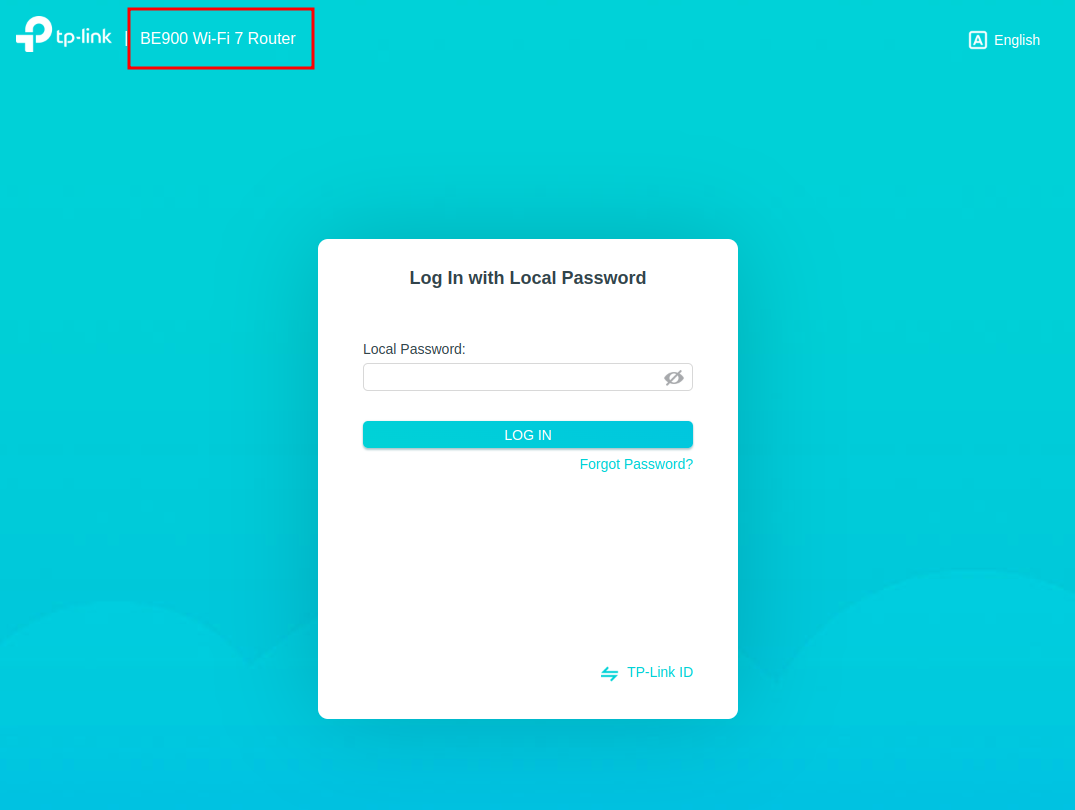 tp-link | BE900 Wi-Fi 7 Router
English
Log In with Local Password
Local Password:
LOG IN
Forgot Password?
TP-Link ID